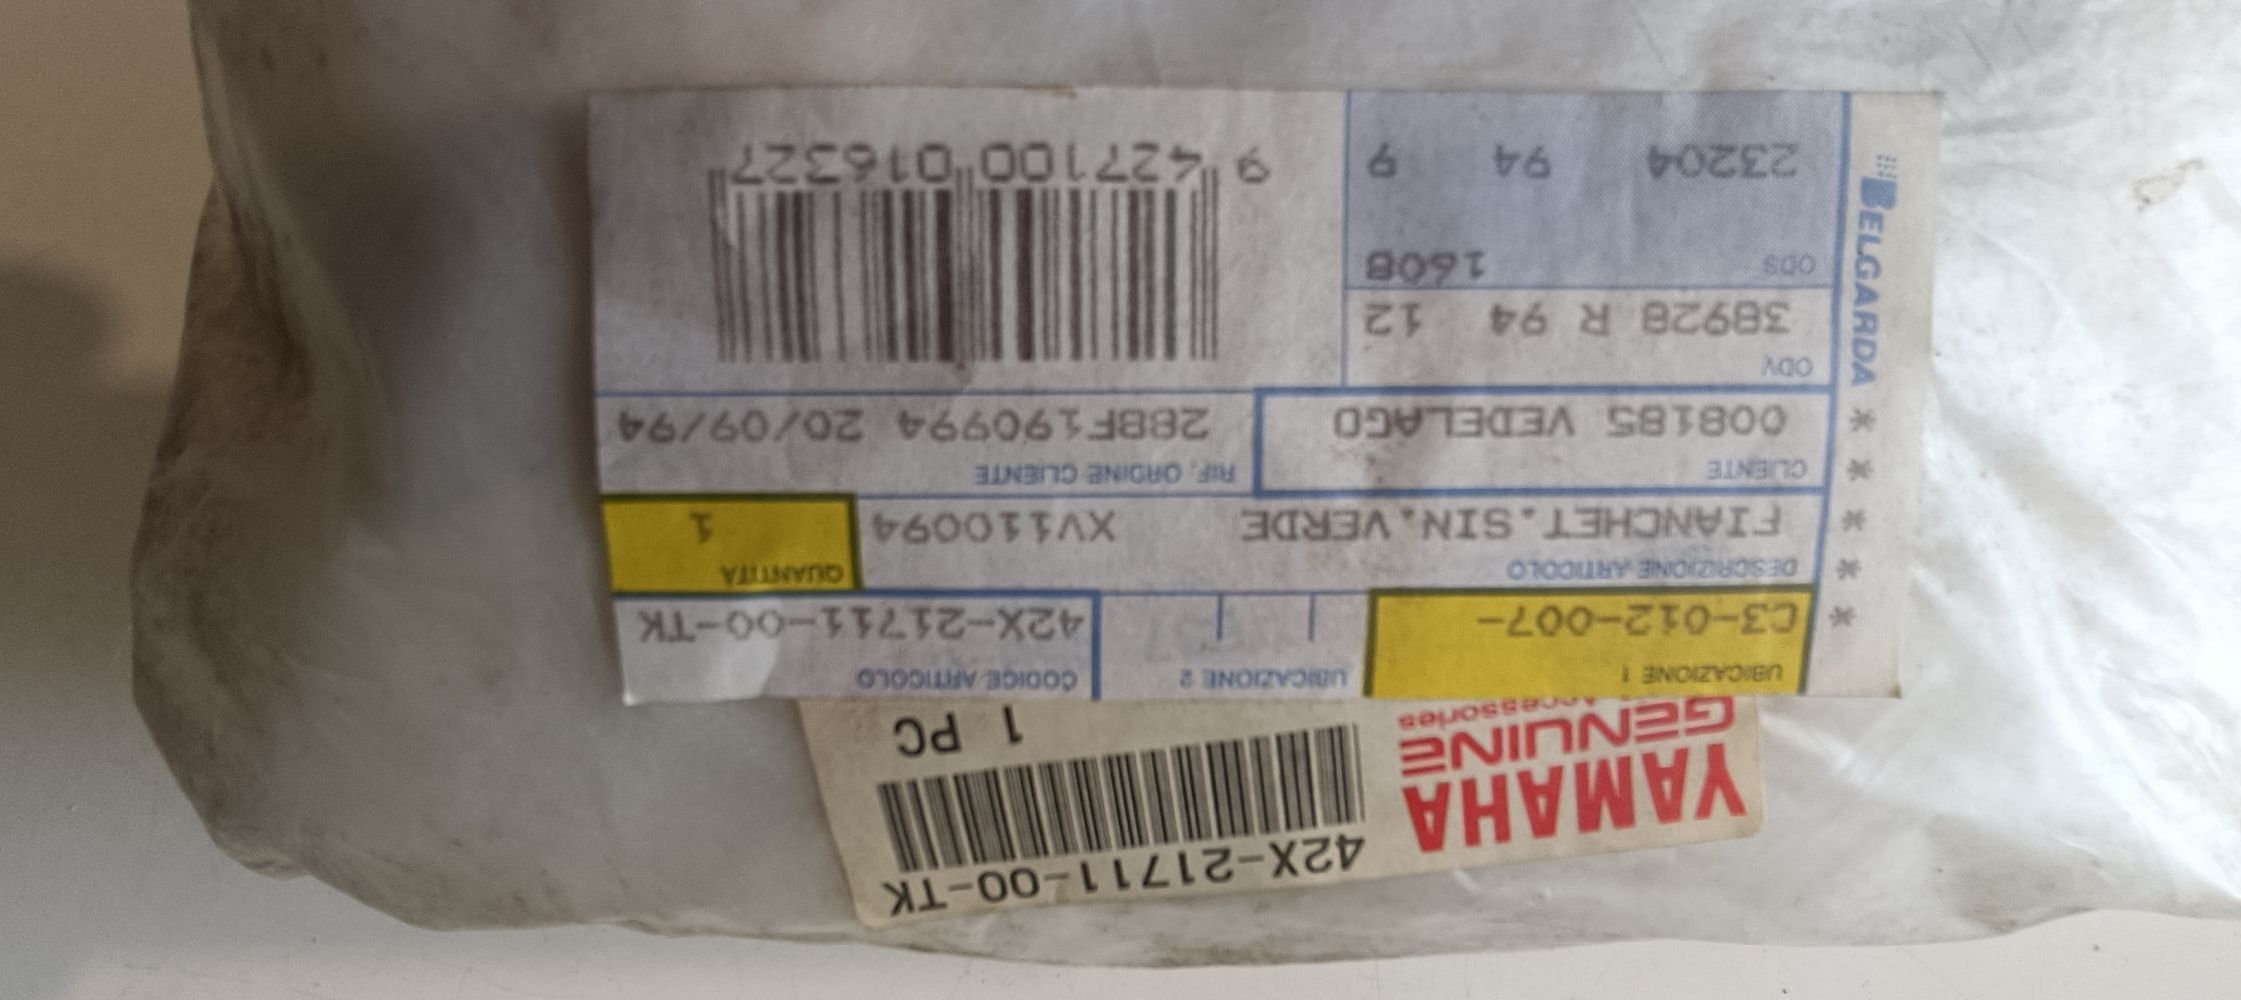 YAMAHA
GENUINE
Accessories
42X-21711-00-TK
1 PC
BELGARDA * * * * *
UBICAZIONE 1
C3-012-007-
UBICAZIONE 2
CODICE ARTICOLO
42X-21711-00-TK
DESCRIZIONE ARTICOLO
FIANCHET.SIN.VERDE XV110094
QUANTITÀ
1
CLIENTE
008185 VEDELAGO
RIF. ORDINE CLIENTE
288F190994 20/09/94
ODV
38928 R 94 12
ODS 1608
23204 94 9
9 427100 016327